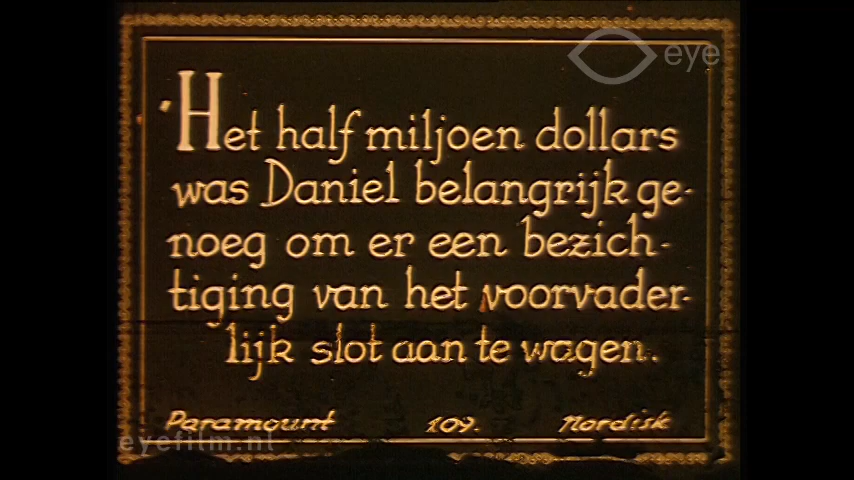 eye
Het half miljoen dollars
was Daniel belangrijk ge-
noeg om er een bezich-
tiging van het voorvader-
lijk slot aan te wagen.
Paramount 109. Nordisk
eyefilm.nl